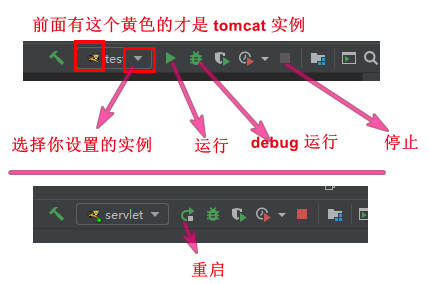 前面有这个黄色的才是 tomcat 实例
test
选择你设置的实例
运行
debug 运行
停止
servlet
重启